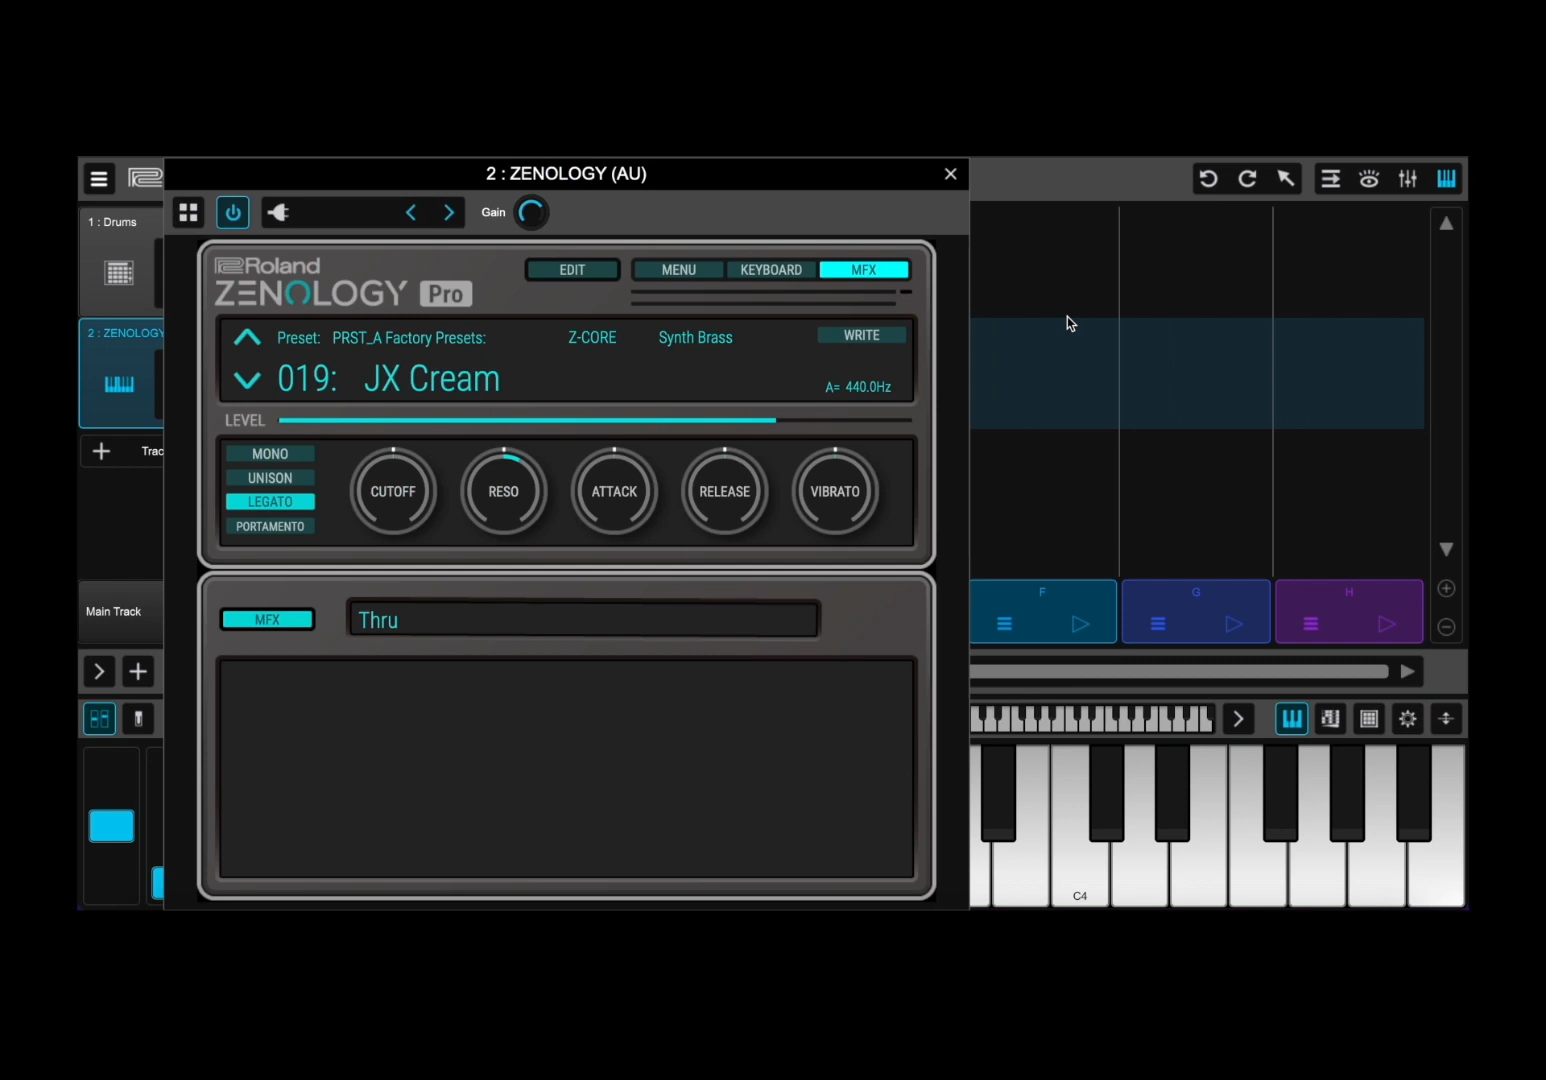 2 : ZENOLOGY (AU)
Gain
1 : Drums
2 : ZENOLOGY
Trac
Main Track
Roland
ZENOLOGY Pro
EDIT
MENU
KEYBOARD
MFX
Preset: PRST_A Factory Presets:
Z-CORE
Synth Brass
WRITE
019: JX Cream
A= 440.0Hz
LEVEL
MONO
UNISON
LEGATO
PORTAMENTO
CUTOFF
RESO
ATTACK
RELEASE
VIBRATO
MFX
Thru
F
G
H
C4